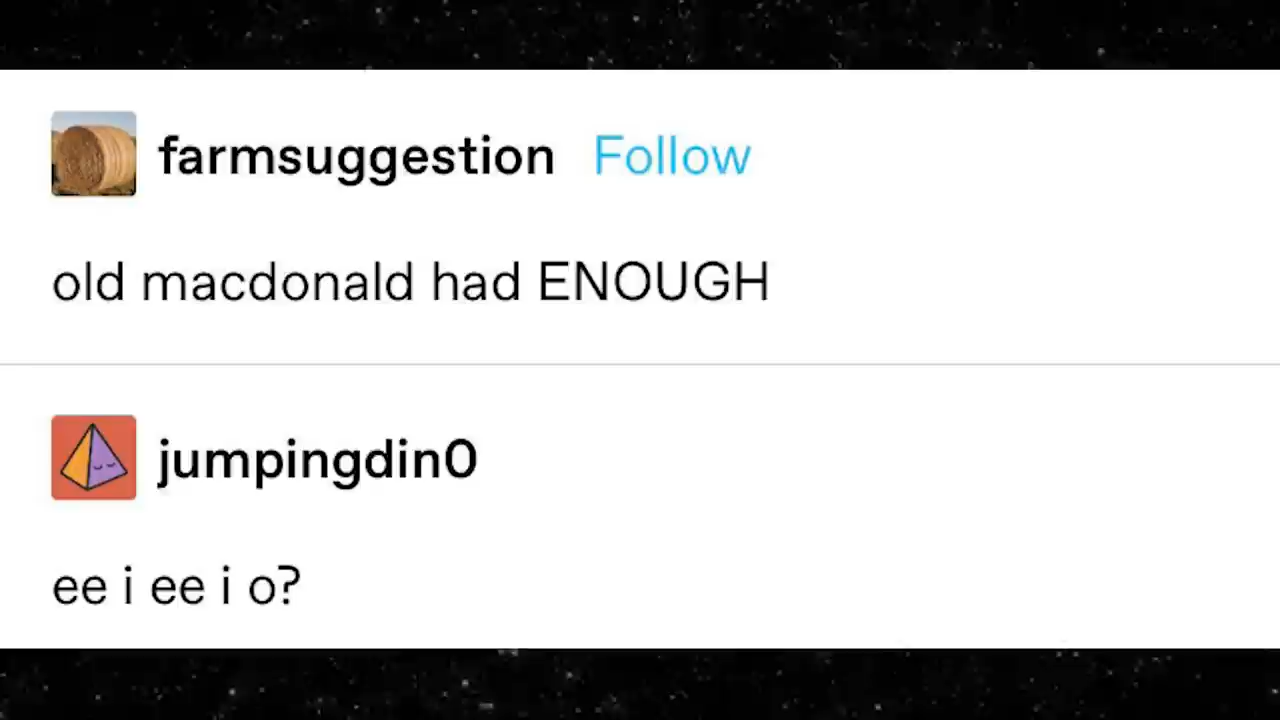 farmsuggestion Follow
old macdonald had ENOUGH
jumpingdin0
ee i ee i o?